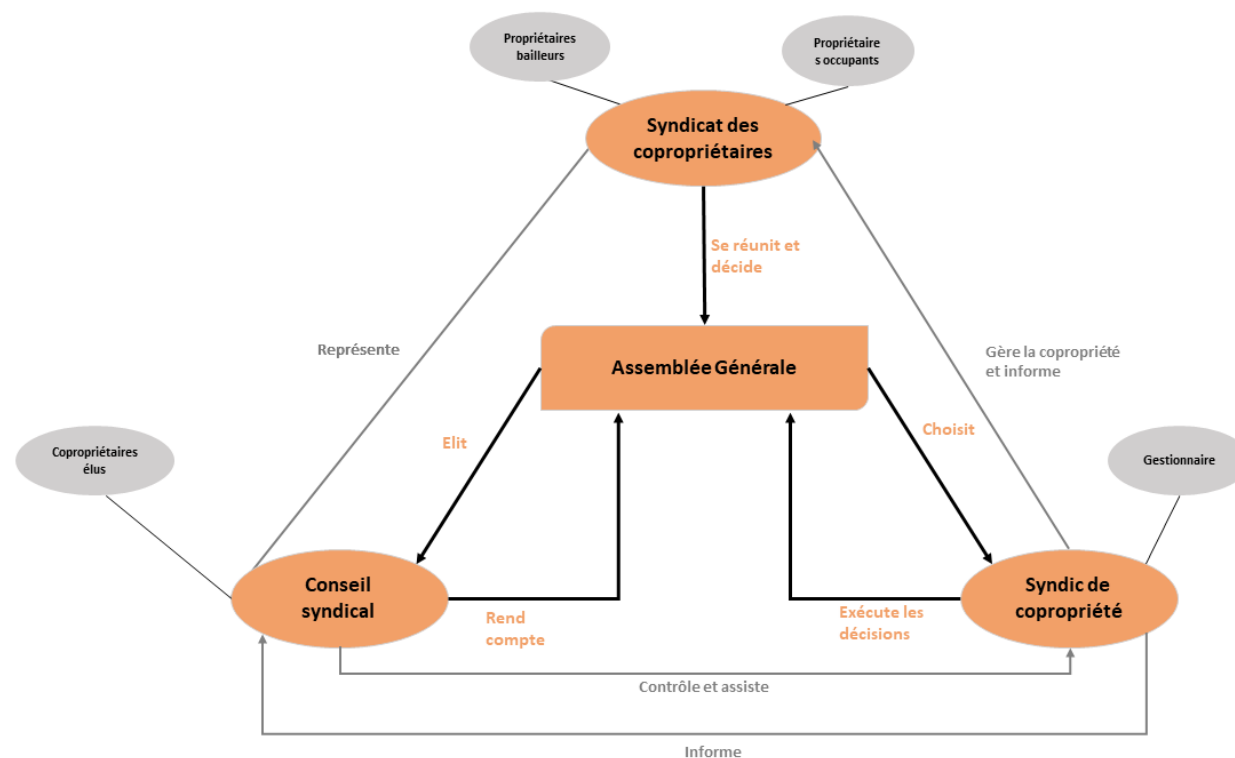 Propriétaires
bailleurs
Propriétaire
s occupants
Syndicat des
copropriétaires
Se réunit et
décide
Représente
Gère la copropriété
et informe
Assemblée Générale
Elit
Choisit
Copropriétaires
élus
Gestionnaire
Conseil
syndical
Syndic de
copropriété
Rend
compte
Exécute les
décisions
Contrôle et assiste
Informe